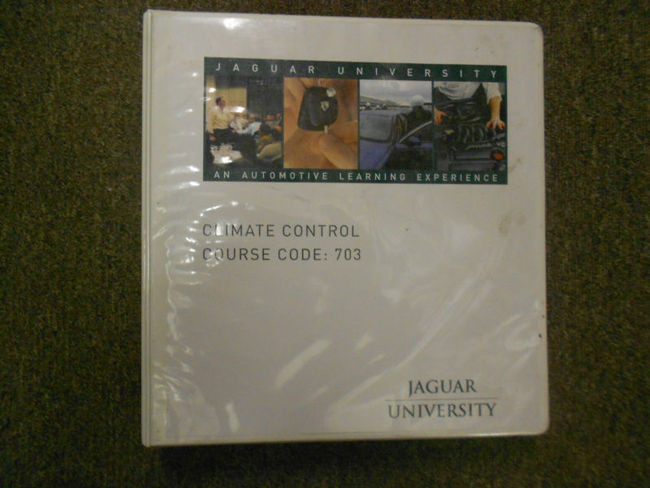 JAGUAR UNIVERSITY
AN AUTOMOTIVE LEARNING EXPERIENCE
CLIMATE CONTROL
COURSE CODE: 703
JAGUAR
UNIVERSITY